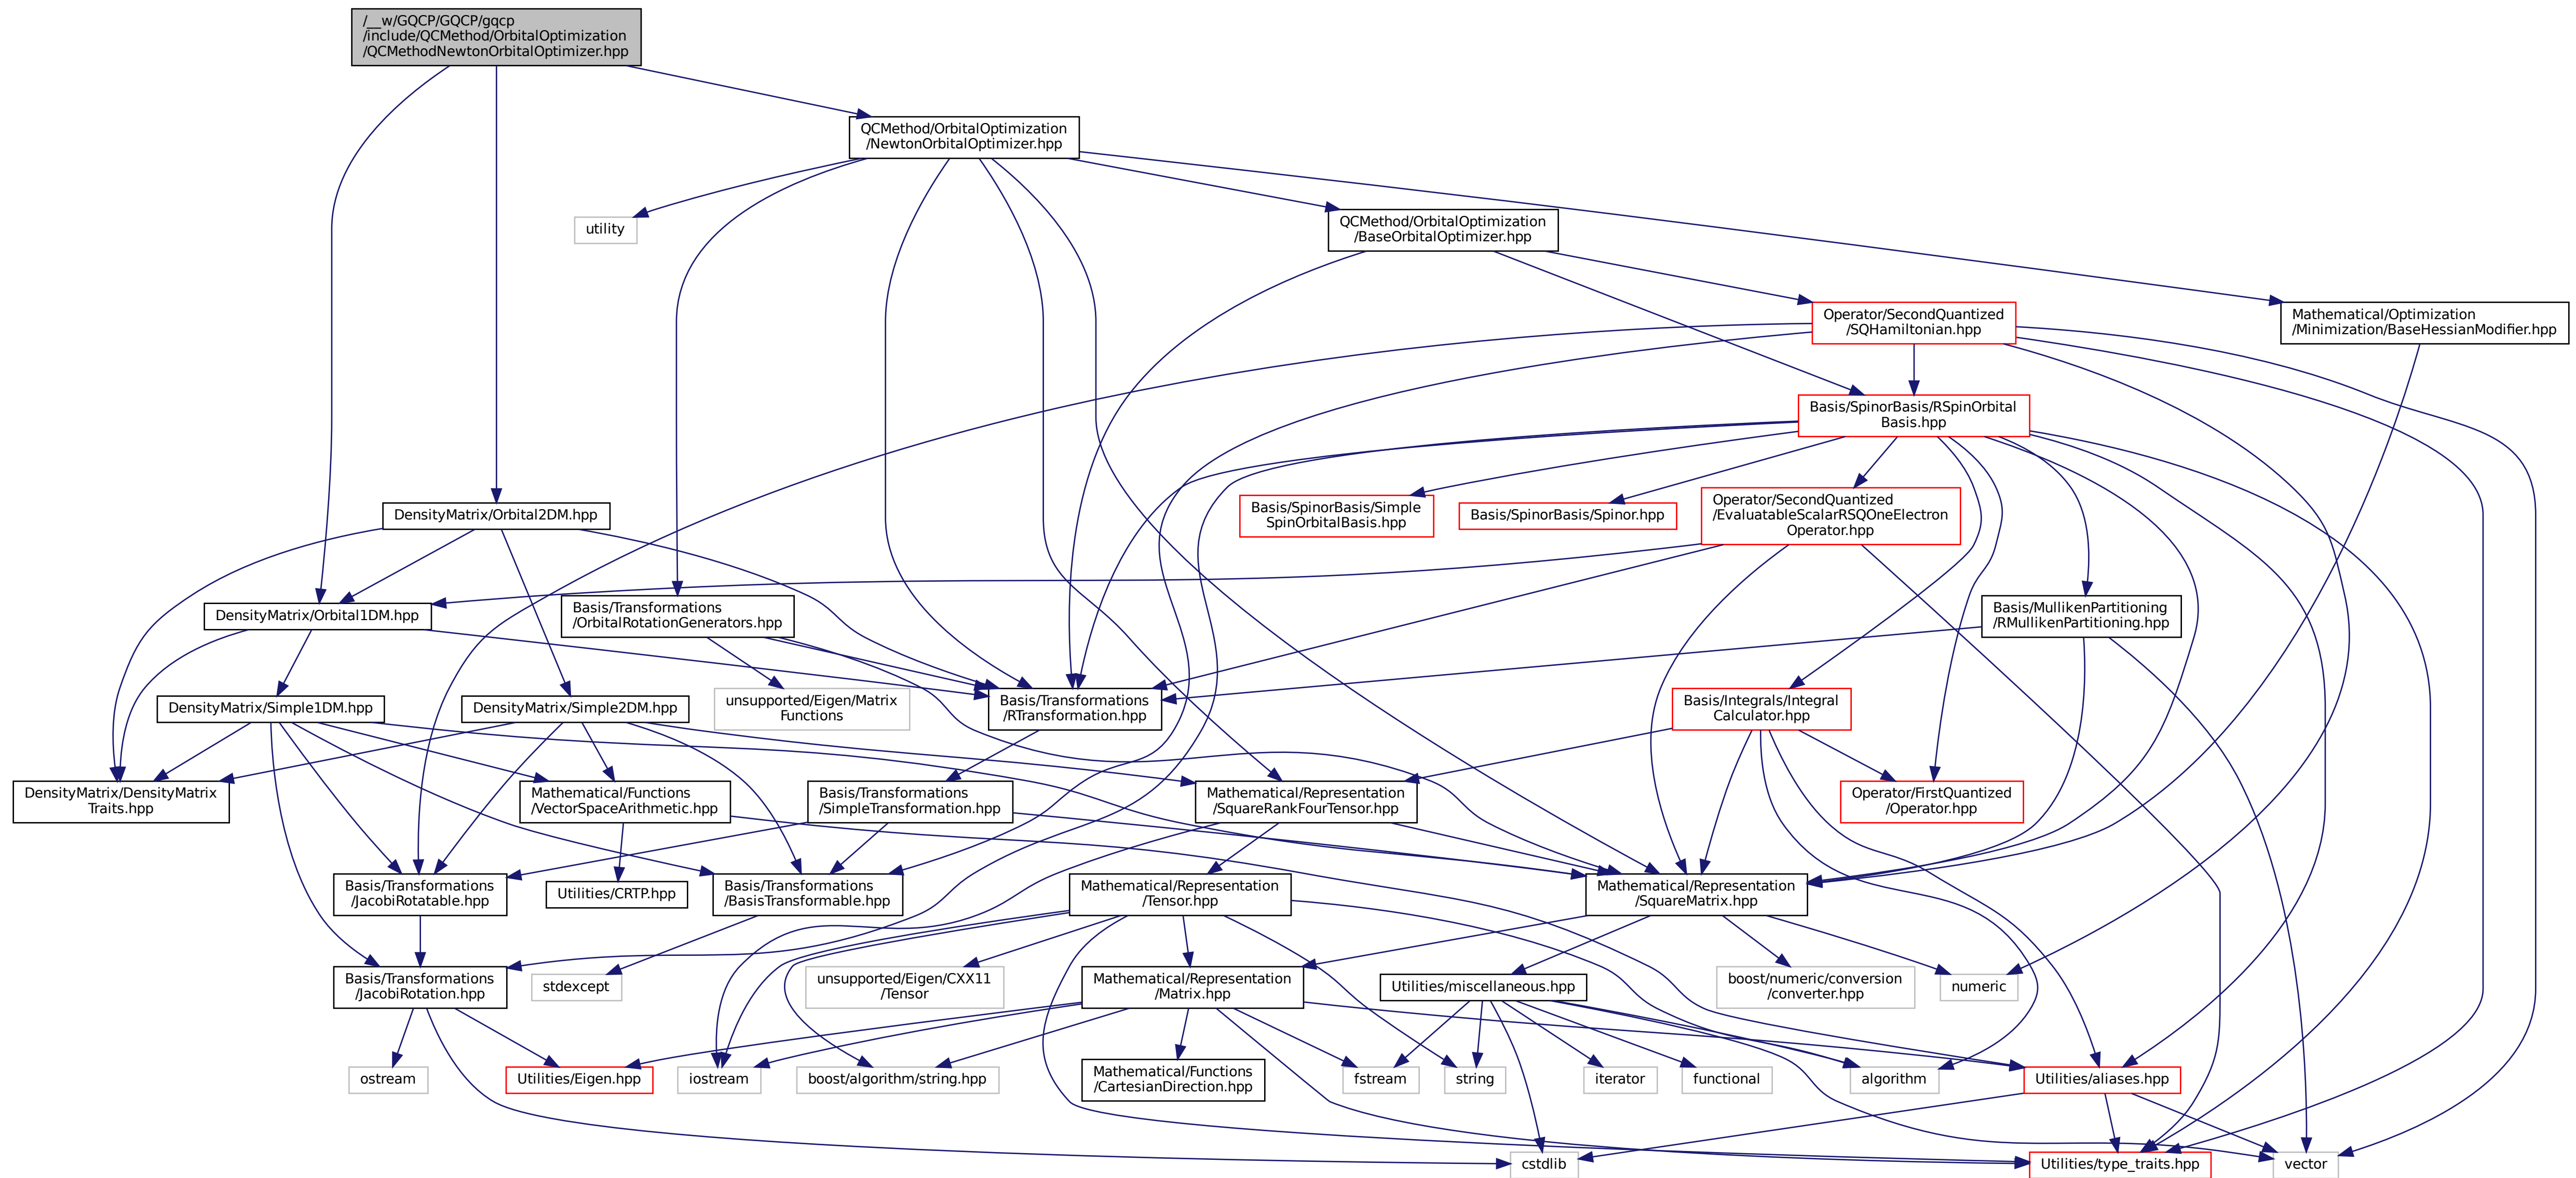 /__w/GQCP/GQCP/gqcp
/include/QCMethod/OrbitalOptimization
/QCMethodNewtonOrbitalOptimizer.hpp
QCMethod/OrbitalOptimization
/NewtonOrbitalOptimizer.hpp
utility
QCMethod/OrbitalOptimization
/BaseOrbitalOptimizer.hpp
Operator/SecondQuantized
/SQHamiltonian.hpp
Mathematical/Optimization
/Minimization/BaseHessianModifier.hpp
Basis/SpinorBasis/RSpinOrbital
Basis.hpp
DensityMatrix/Orbital2DM.hpp
Basis/SpinorBasis/Simple
SpinOrbitalBasis.hpp
Basis/SpinorBasis/Spinor.hpp
Operator/SecondQuantized
/EvaluatableScalarRSQOneElectron
Operator.hpp
DensityMatrix/Orbital1DM.hpp
Basis/Transformations
/OrbitalRotationGenerators.hpp
Basis/MullikenPartitioning
/RMullikenPartitioning.hpp
DensityMatrix/Simple1DM.hpp
DensityMatrix/Simple2DM.hpp
unsupported/Eigen/Matrix
Functions
Basis/Transformations
/RTransformation.hpp
Basis/Integrals/Integral
Calculator.hpp
DensityMatrix/DensityMatrix
Traits.hpp
Mathematical/Functions
/VectorSpaceArithmetic.hpp
Basis/Transformations
/SimpleTransformation.hpp
Mathematical/Representation
/SquareRankFourTensor.hpp
Operator/FirstQuantized
/Operator.hpp
Basis/Transformations
/JacobiRotatable.hpp
Utilities/CRTP.hpp
Basis/Transformations
/BasisTransformable.hpp
Mathematical/Representation
/Tensor.hpp
Mathematical/Representation
/SquareMatrix.hpp
Basis/Transformations
/JacobiRotation.hpp
stdexcept
unsupported/Eigen/CXX11
/Tensor
Mathematical/Representation
/Matrix.hpp
Utilities/miscellaneous.hpp
boost/numeric/conversion
/converter.hpp
numeric
ostream
Utilities/Eigen.hpp
iostream
boost/algorithm/string.hpp
Mathematical/Functions
/CartesianDirection.hpp
fstream
string
iterator
functional
algorithm
Utilities/aliases.hpp
cstdlib
Utilities/type_traits.hpp
vector